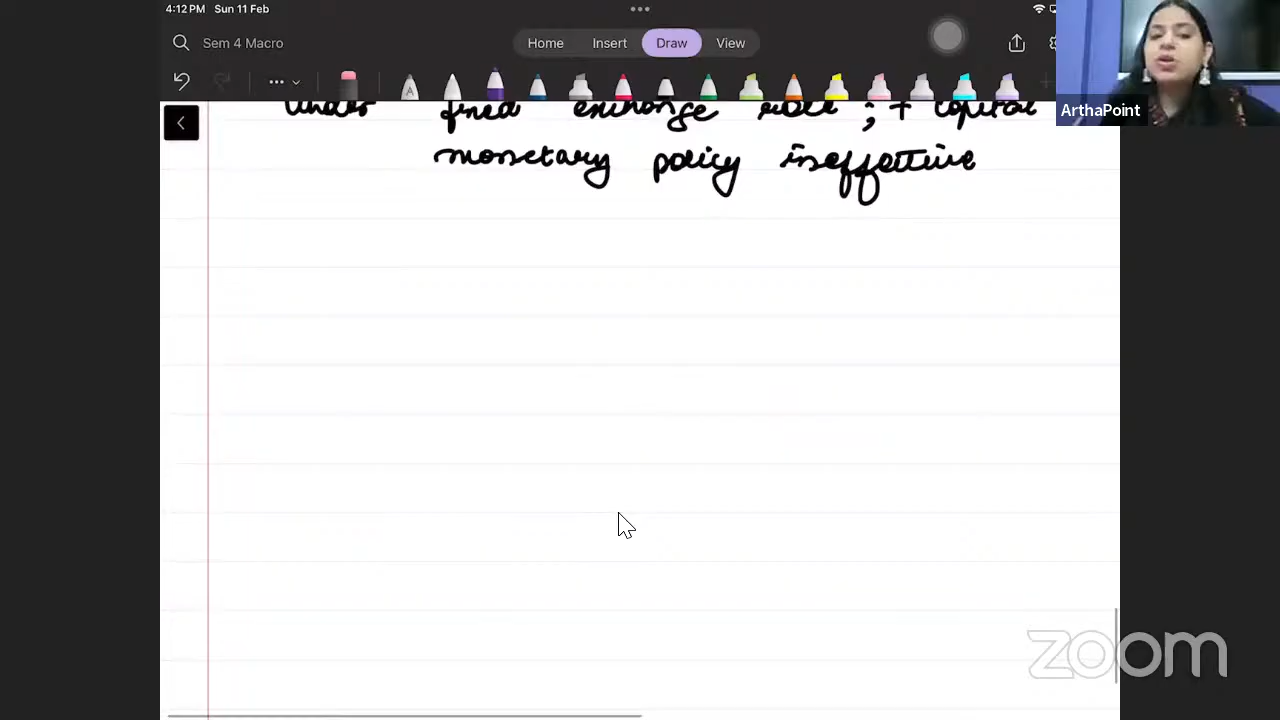 4:12 PM Sun 11 Feb
Sem 4 Macro
Home Insert Draw View
ArthaPoint
A
under fixed exchange rate ; + capital
monetary policy ineffective
zoom